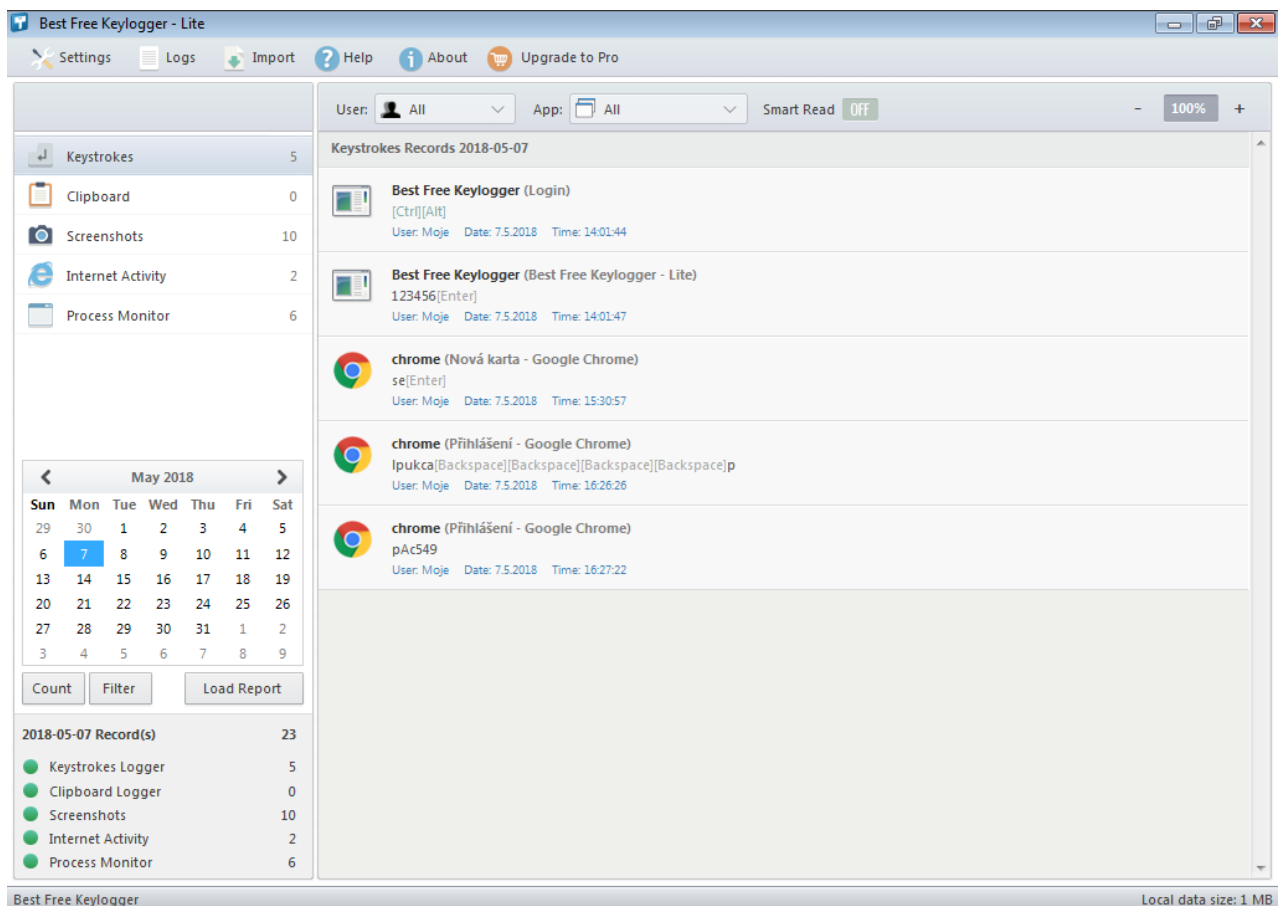 Best Free Keylogger - Lite
Settings Logs Import Help About Upgrade to Pro
User: All App: All Smart Read OFF - 100% +
Keystrokes 5
Clipboard 0
Screenshots 10
Internet Activity 2
Process Monitor 6
May 2018
Sun Mon Tue Wed Thu Fri Sat
29 30 1 2 3 4 5
6 7 8 9 10 11 12
13 14 15 16 17 18 19
20 21 22 23 24 25 26
27 28 29 30 31 1 2
3 4 5 6 7 8 9
Count Filter Load Report
2018-05-07 Record(s) 23
Keystrokes Logger 5
Clipboard Logger 0
Screenshots 10
Internet Activity 2
Process Monitor 6
Keystrokes Records 2018-05-07
Best Free Keylogger (Login)
[Ctrl][Alt]
User: Moje Date: 7.5.2018 Time: 14:01:44
Best Free Keylogger (Best Free Keylogger - Lite)
123456[Enter]
User: Moje Date: 7.5.2018 Time: 14:01:47
chrome (Nová karta - Google Chrome)
se[Enter]
User: Moje Date: 7.5.2018 Time: 15:30:57
chrome (Přihlášení - Google Chrome)
lpukca[Backspace][Backspace][Backspace][Backspace]p
User: Moje Date: 7.5.2018 Time: 16:26:26
chrome (Přihlášení - Google Chrome)
pAc549
User: Moje Date: 7.5.2018 Time: 16:27:22
Best Free Keylogger Local data size: 1 MB